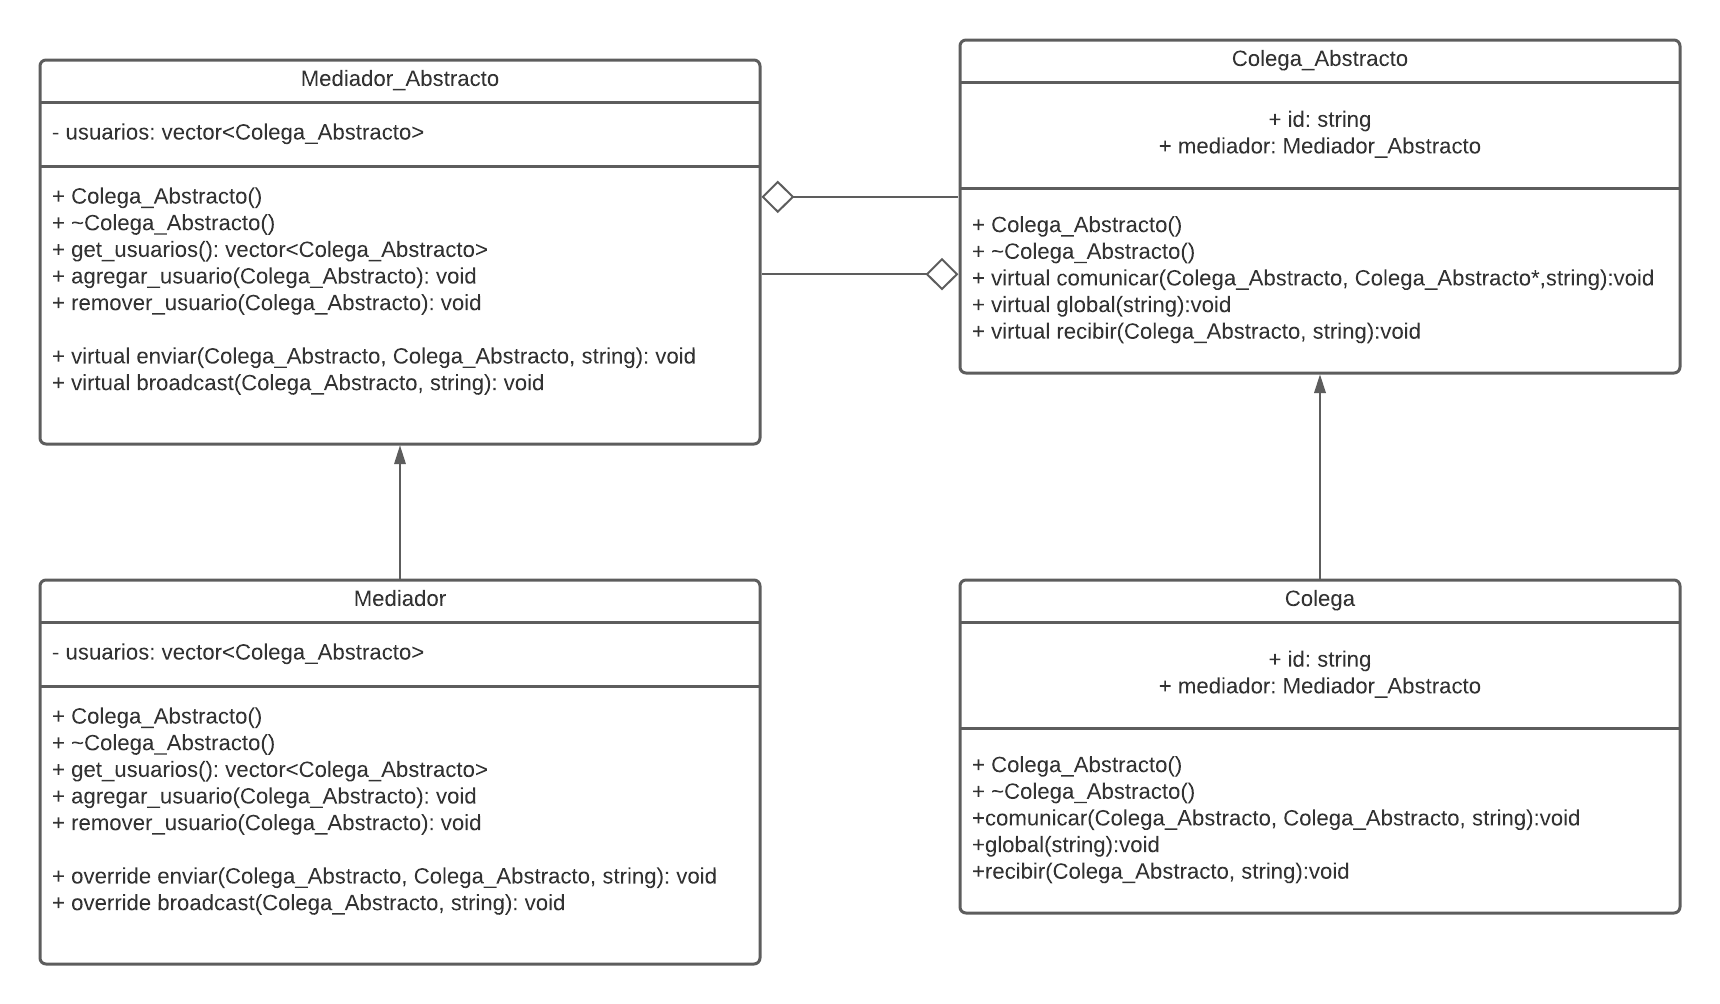 Mediador_Abstracto
- usuarios: vector<Colega_Abstracto>
+ Colega_Abstracto()
+ ~Colega_Abstracto()
+ get_usuarios(): vector<Colega_Abstracto>
+ agregar_usuario(Colega_Abstracto): void
+ remover_usuario(Colega_Abstracto): void
+ virtual enviar(Colega_Abstracto, Colega_Abstracto, string): void
+ virtual broadcast(Colega_Abstracto, string): void
Colega_Abstracto
+ id: string
+ mediador: Mediador_Abstracto
+ Colega_Abstracto()
+ ~Colega_Abstracto()
+ virtual comunicar(Colega_Abstracto, Colega_Abstracto*,string):void
+ virtual global(string):void
+ virtual recibir(Colega_Abstracto, string):void
Mediador
- usuarios: vector<Colega_Abstracto>
+ Colega_Abstracto()
+ ~Colega_Abstracto()
+ get_usuarios(): vector<Colega_Abstracto>
+ agregar_usuario(Colega_Abstracto): void
+ remover_usuario(Colega_Abstracto): void
+ override enviar(Colega_Abstracto, Colega_Abstracto, string): void
+ override broadcast(Colega_Abstracto, string): void
Colega
+ id: string
+ mediador: Mediador_Abstracto
+ Colega_Abstracto()
+ ~Colega_Abstracto()
+comunicar(Colega_Abstracto, Colega_Abstracto, string):void
+global(string):void
+recibir(Colega_Abstracto, string):void